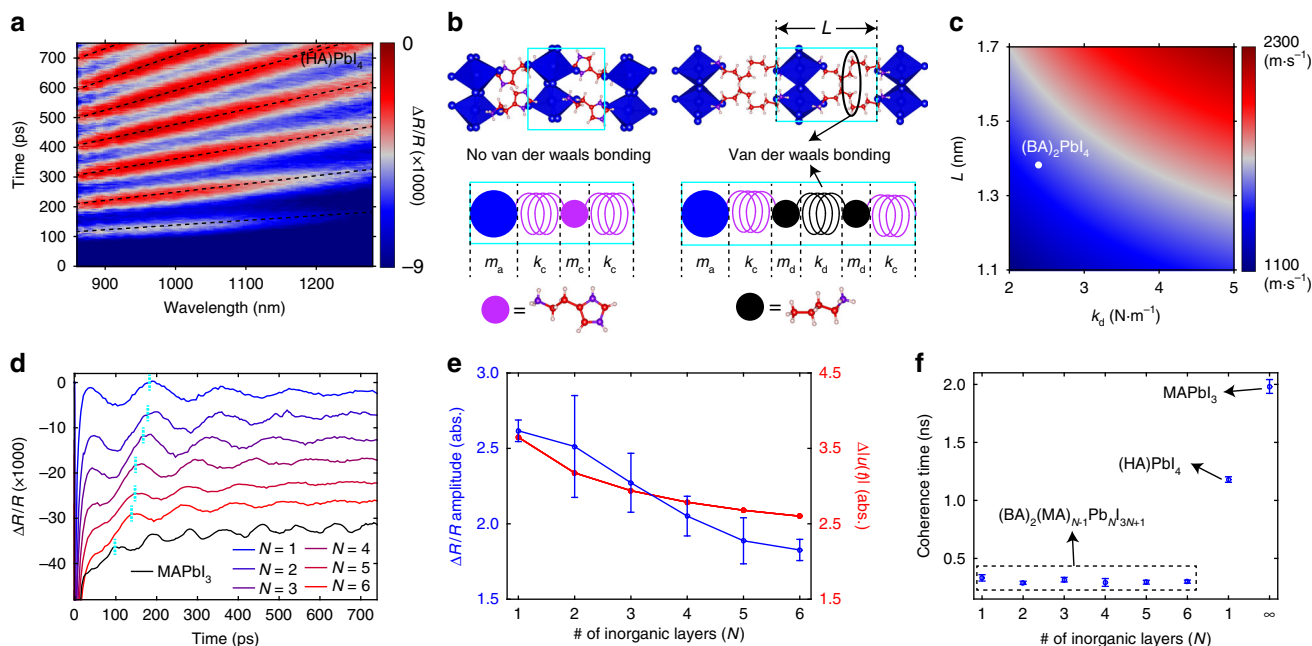 a
(HA)PbI4
Time (ps)
700
600
500
400
300
200
100
0
900
1000
1100
1200
Wavelength (nm)
0
−9
ΔR/R (×1000)
b
L
No van der waals bonding
Van der waals bonding
ma
kc
mc
kc
ma
kc
md
kd
md
kc
=
=
c
L (nm)
1.7
1.5
1.3
1.1
(BA)2PbI4
2
3
4
5
kd (N·m−1)
2300
(m·s−1)
1100
(m·s−1)
d
ΔR/R (×1000)
0
−10
−20
−30
−40
MAPbI3
N = 1
N = 2
N = 3
N = 4
N = 5
N = 6
0
100
200
300
400
500
600
700
Time (ps)
e
ΔR/R amplitude (abs.)
3.0
2.5
2.0
1.5
4.5
3.5
2.5
1.5
Δ|u(t)| (abs.)
1
2
3
4
5
6
# of inorganic layers (N)
f
Coherence time (ns)
2.0
1.5
1.0
0.5
MAPbI3
(HA)PbI4
(BA)2(MA)N-1PbNI3N+1
1
2
3
4
5
6
1
∞
# of inorganic layers (N)